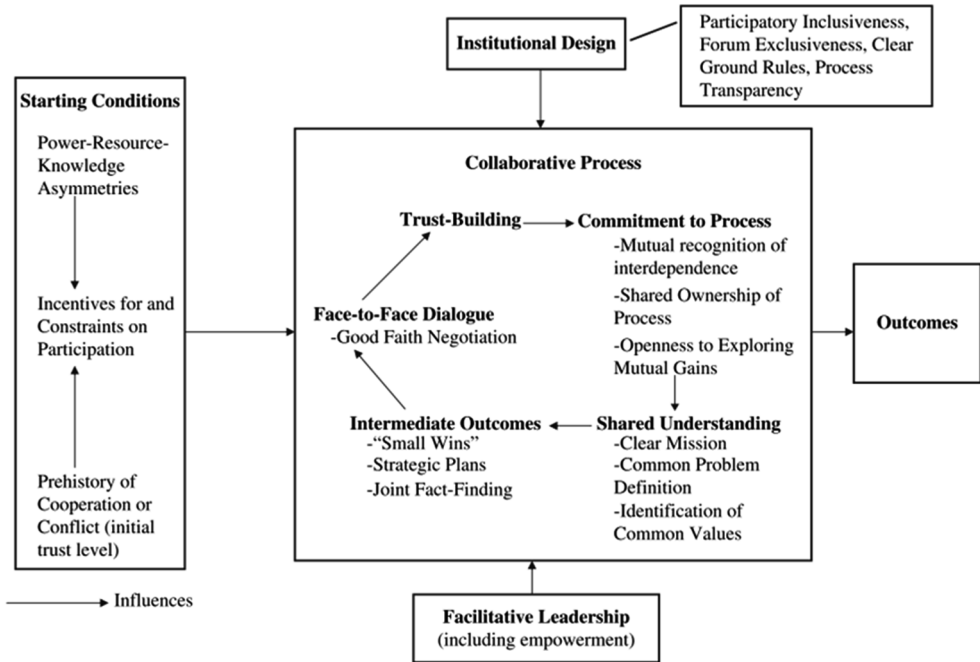 Institutional Design
Participatory Inclusiveness,
Forum Exclusiveness, Clear
Ground Rules, Process
Transparency
Starting Conditions
Power-Resource-
Knowledge
Asymmetries
Incentives for and
Constraints on
Participation
Prehistory of
Cooperation or
Conflict (initial
trust level)
Collaborative Process
Trust-Building
Commitment to Process
-Mutual recognition of
interdependence
-Shared Ownership of
Process
-Openness to Exploring
Mutual Gains
Face-to-Face Dialogue
-Good Faith Negotiation
Intermediate Outcomes
-“Small Wins”
-Strategic Plans
-Joint Fact-Finding
Shared Understanding
-Clear Mission
-Common Problem
Definition
-Identification of
Common Values
Outcomes
Influences
Facilitative Leadership
(including empowerment)